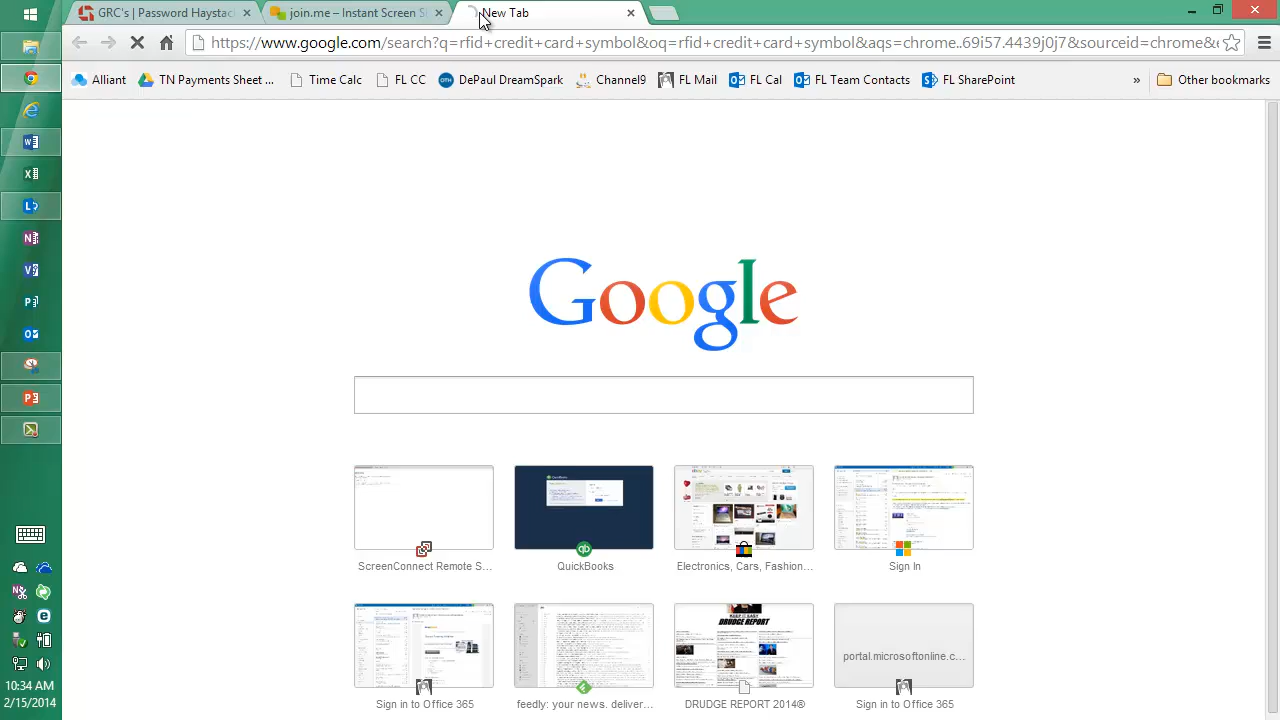 GRC's | Password Haystac
join.me – Instant Screen S
New Tab
https://www.google.com/search?q=rfid+credit+card+symbol&oq=rfid+credit+card+symbol&aqs=chrome..69i57.4439j0j7&sourceid=chrome&
Alliant
TN Payments Sheet ...
Time Calc
FL CC
DePaul DreamSpark
Channel9
FL Mail
FL Cal
FL Team Contacts
FL SharePoint
»
Other bookmarks
Google
ScreenConnect Remote S...
QuickBooks
Electronics, Cars, Fashion...
Sign In
DRUDGE REPORT
Sign in to Office 365
feedly: your news. deliver...
DRUDGE REPORT 2014®
Sign in to Office 365
10:34 AM
2/15/2014